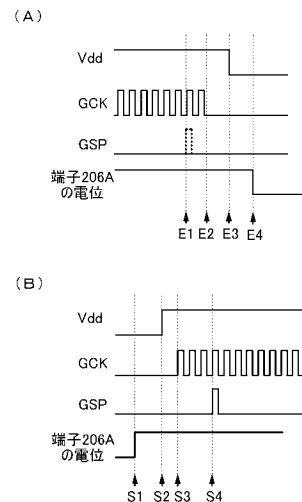 (A)
Vdd
GCK
GSP
端子206A
の電位
E1 E2 E3 E4
(B)
Vdd
GCK
GSP
端子206A
の電位
S1 S2 S3 S4